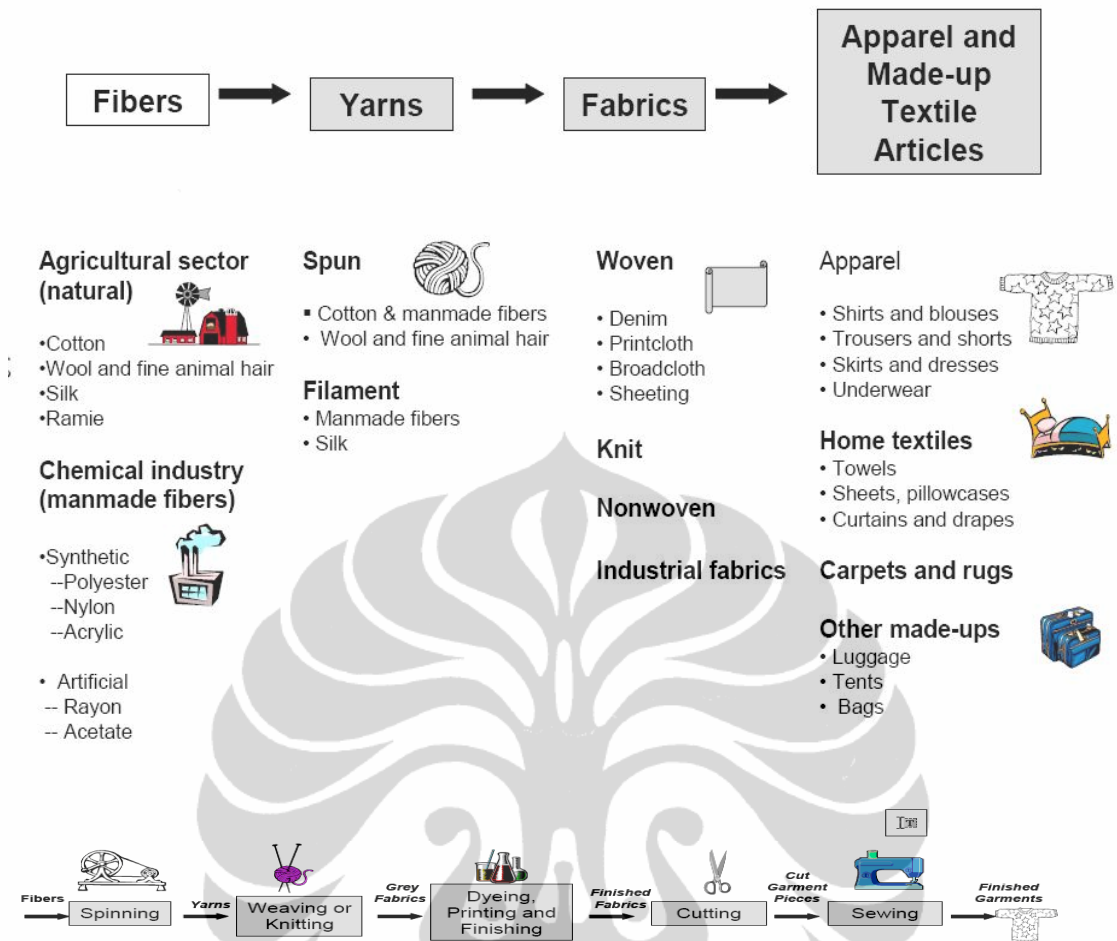 Fibers
Yarns
Fabrics
Apparel and
Made-up
Textile
Articles
Agricultural sector
(natural)
•Cotton
•Wool and fine animal hair
•Silk
•Ramie
Chemical industry
(manmade fibers)
•Synthetic
--Polyester
--Nylon
--Acrylic
• Artificial
-- Rayon
-- Acetate
Spun
▪ Cotton & manmade fibers
• Wool and fine animal hair
Filament
• Manmade fibers
• Silk
Woven
• Denim
• Printcloth
• Broadcloth
• Sheeting
Knit
Nonwoven
Industrial fabrics
Apparel
• Shirts and blouses
• Trousers and shorts
• Skirts and dresses
• Underwear
Home textiles
• Towels
• Sheets, pillowcases
• Curtains and drapes
Carpets and rugs
Other made-ups
• Luggage
• Tents
• Bags
Fibers
Spinning
Yarns
Weaving or
Knitting
Grey
Fabrics
Dyeing,
Printing and
Finishing
Finished
Fabrics
Cutting
Cut
Garment
Pieces
Sewing
Finished
Garments